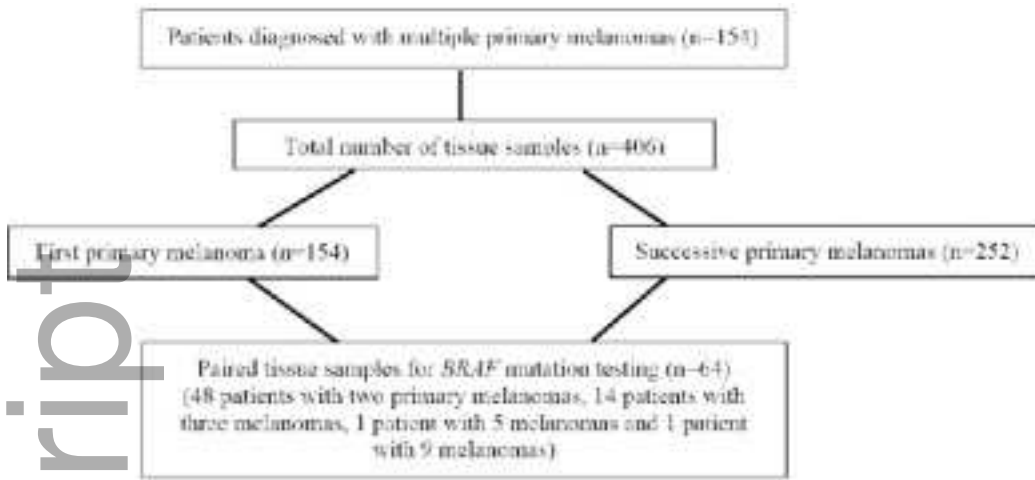 Patients diagnosed with multiple primary melanomas (n=154)
Total number of tissue samples (n=406)
First primary melanoma (n=154)
Successive primary melanomas (n=252)
Paired tissue samples for BRAF mutation testing (n=64)
(48 patients with two primary melanomas, 14 patients with
three melanomas, 1 patient with 5 melanomas and 1 patient
with 9 melanomas)
ript